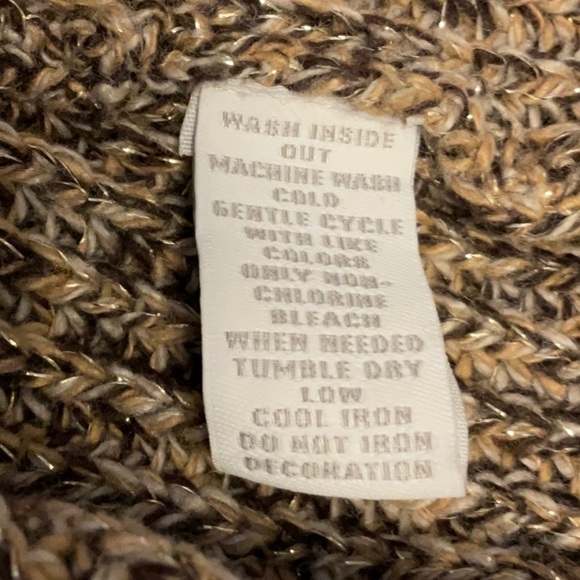 WASH INSIDE
OUT
MACHINE WASH
COLD
GENTLE CYCLE
WITH LIKE
COLORS
ONLY NON-
CHLORINE
BLEACH
WHEN NEEDED
TUMBLE DRY
LOW
COOL IRON
DO NOT IRON
DECORATION